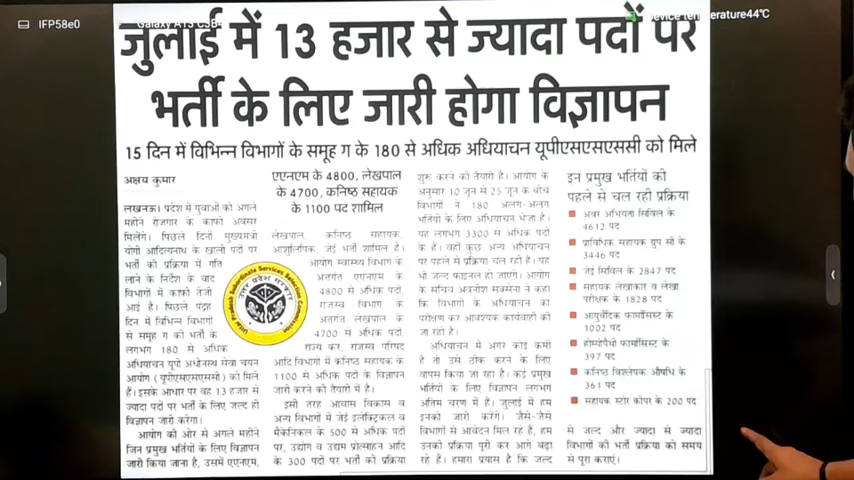 IFP58e0
Galaxy A13 C3B4
Device temperature44°C
जुलाई में 13 हजार से ज्यादा पदों पर
भर्ती के लिए जारी होगा विज्ञापन
15 दिन में विभिन्न विभागों के समूह ग के 180 से अधिक अधियाचन यूपीएसएसएससी को मिले
अक्षय कुमार
लखनऊ। प्रदेश में युवाओं को अगले
महीने रोजगार के काफी अवसर
मिलेंगे। पिछले दिनों मुख्यमंत्री
योगी आदित्यनाथ के खाली पदों पर
भर्ती की प्रक्रिया में गति
लाने के निर्देश के बाद
विभागों में काफी तेजी
आई है। पिछले पंद्रह
दिन में विभिन्न विभागों
से समूह ग की भर्ती के
लगभग 180 से अधिक
अधियाचन यूपी अधीनस्थ सेवा चयन
आयोग (यूपीएसएसएससी) को मिले
हैं। इसके आधार पर वह 13 हजार से
ज्यादा पदों पर भर्ती के लिए जल्द ही
विज्ञापन जारी करेगा।
आयोग की ओर से अगले महीने
जिन प्रमुख भर्तियों के लिए विज्ञापन
जारी किया जाना है, उसमें एएनएम,
एएनएम के 4800, लेखपाल
के 4700, कनिष्ठ सहायक
के 1100 पद शामिल
लेखपाल, कनिष्ठ सहायक,
आशुलिपिक, जेई भर्ती शामिल है।
आयोग स्वास्थ्य विभाग के
अंतर्गत एएनएम के
4800 से अधिक पदों,
राजस्व विभाग के
अंतर्गत लेखपाल के
4700 से अधिक पदों,
राज्य कर, राजस्व परिषद
आदि विभागों में कनिष्ठ सहायक के
1100 से अधिक पदों के विज्ञापन
जारी करने की तैयारी में है।
इसी तरह आवास विकास व
अन्य विभागों में जेई इलेक्ट्रिकल व
मैकेनिकल के 500 से अधिक पदों
पर, उद्योग व उद्यम प्रोत्साहन आदि
के 300 पदों पर भर्ती की प्रक्रिया
Uttar Pradesh Subordinate Services Selection Commission
उत्तर प्रदेश सरकार
शुरू करने की तैयारी है। आयोग के
अनुसार 10 जून से 25 जून के बीच
विभागों ने 180 अलग-अलग
भर्तियों के लिए अधियाचन भेजा है।
यह लगभग 3300 से अधिक पदों
के हैं। वहीं कुछ अन्य अधियाचन
पर पहले से प्रक्रिया चल रही है। यह
भी जल्द फाइनल हो जाएंगे। आयोग
के सचिव अवनीश सक्सेना ने कहा
कि विभागों के अधियाचन का
परीक्षण कर आवश्यक कार्यवाही की
जा रही है।
अधियाचन में अगर कोई कमी
है तो उसे ठीक करने के लिए
वापस किया जा रहा है। कई प्रमुख
भर्तियों के लिए विज्ञापन लगभग
अंतिम चरण में है। जुलाई में हम
इनको जारी करेंगे। जैसे-जैसे
विभागों से आवेदन मिल रहे हैं, हम
उनकी प्रक्रिया पूरी कर आगे बढ़ा
रहे हैं। हमारा प्रयास है कि जल्द
इन प्रमुख भर्तियों की
पहले से चल रही प्रक्रिया
अवर अभियंता सिविल के
4612 पद
प्राविधिक सहायक ग्रुप सी के
3446 पद
जेई सिविल के 2847 पद
सहायक लेखाकार व लेखा
परीक्षक के 1828 पद
आयुर्वेदिक फार्मासिस्ट के
1002 पद
होम्योपैथी फार्मासिस्ट के
397 पद
कनिष्ठ विश्लेषक औषधि के
361 पद
सहायक स्टोर कीपर के 200 पद
से जल्द और ज्यादा से ज्यादा
विभागों की भर्ती प्रक्रिया को समय
से पूरा कराएं।